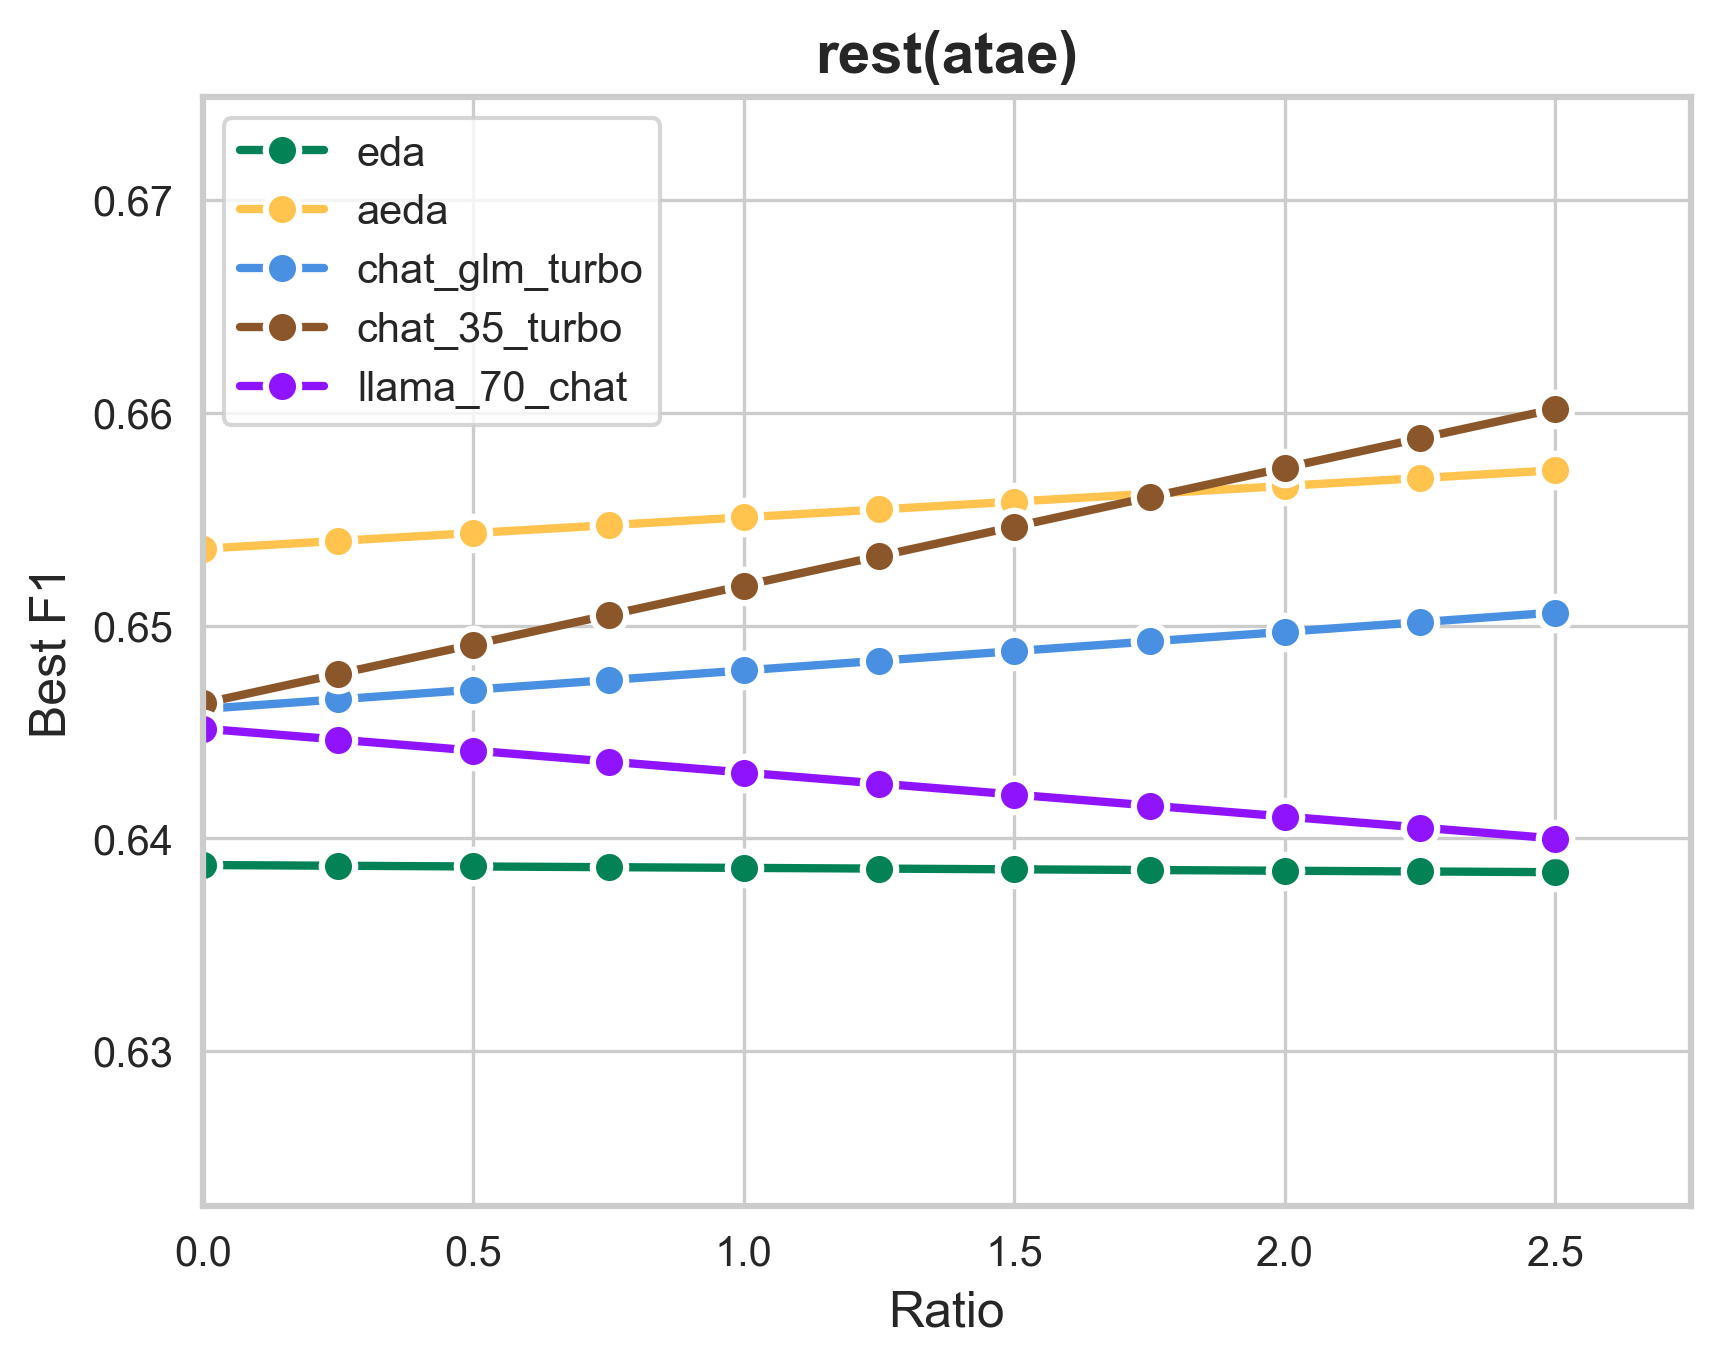 rest(atae)
eda
aeda
chat_glm_turbo
chat_35_turbo
llama_70_chat
0.67
0.66
0.65
0.64
0.63
Best F1
0.0 0.5 1.0 1.5 2.0 2.5
Ratio